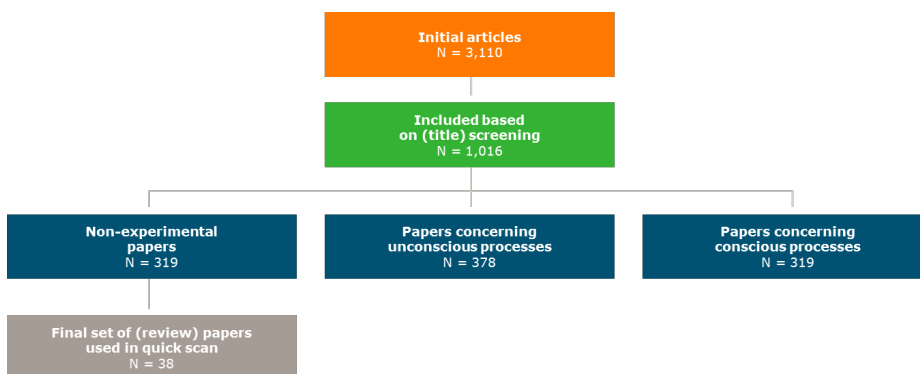 Initial articles
N = 3,110
Included based
on (title) screening
N = 1,016
Non-experimental
papers
N = 319
Papers concerning
unconscious processes
N = 378
Papers concerning
conscious processes
N = 319
Final set of (review) papers
used in quick scan
N = 38